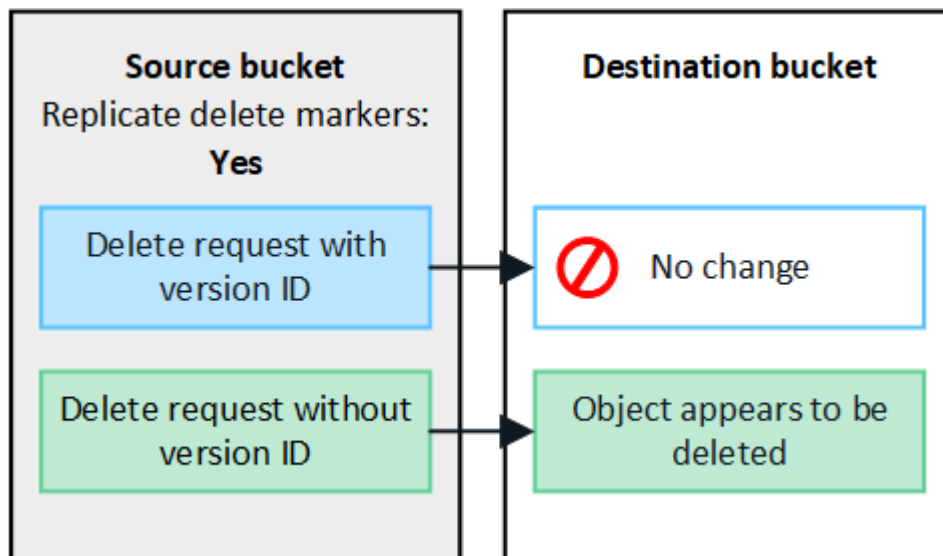 Source bucket
Replicate delete markers:
Yes
Delete request with
version ID
Delete request without
version ID
Destination bucket
No change
Object appears to be
deleted